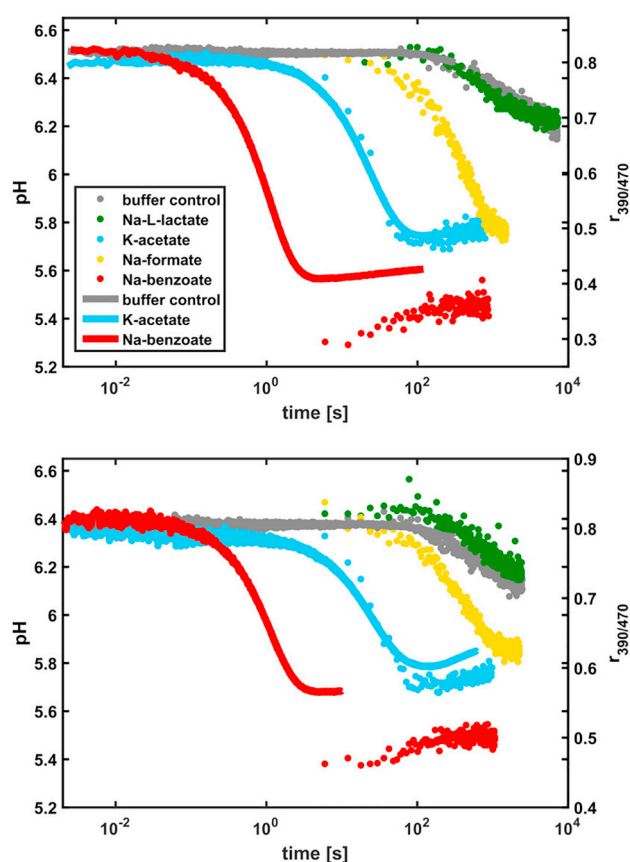 6.6
6.4
6.2
6
5.8
5.6
5.4
5.2
pH
0.8
0.7
0.6
0.5
0.4
0.3
r390/470
buffer control
Na-L-lactate
K-acetate
Na-formate
Na-benzoate
buffer control
K-acetate
Na-benzoate
10-2 100 102 104
time [s]
6.6
6.4
6.2
6
5.8
5.6
5.4
5.2
pH
0.9
0.8
0.7
0.6
0.5
0.4
r390/470
10-2 100 102 104
time [s]